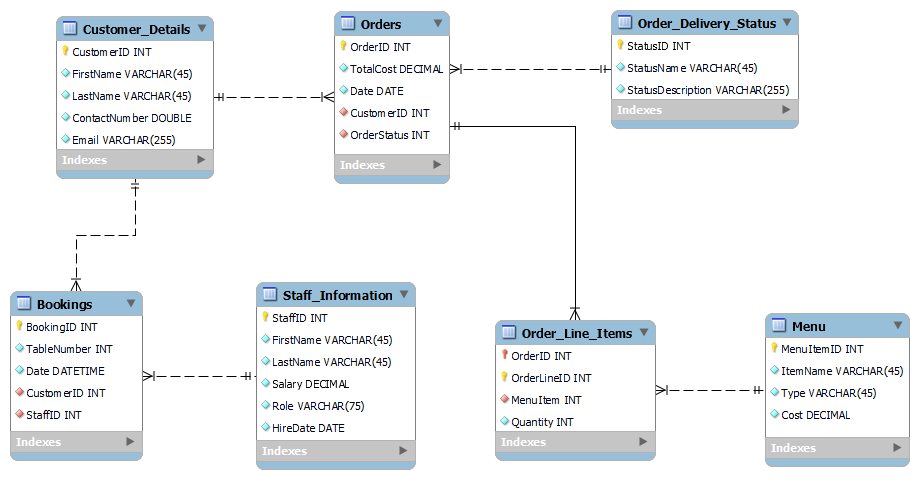 Customer_Details
CustomerID INT
FirstName VARCHAR(45)
LastName VARCHAR(45)
ContactNumber DOUBLE
Email VARCHAR(255)
Indexes
Orders
OrderID INT
TotalCost DECIMAL
Date DATE
CustomerID INT
OrderStatus INT
Indexes
Order_Delivery_Status
StatusID INT
StatusName VARCHAR(45)
StatusDescription VARCHAR(255)
Indexes
Bookings
BookingID INT
TableNumber INT
Date DATETIME
CustomerID INT
StaffID INT
Indexes
Staff_Information
StaffID INT
FirstName VARCHAR(45)
LastName VARCHAR(45)
Salary DECIMAL
Role VARCHAR(75)
HireDate DATE
Indexes
Order_Line_Items
OrderID INT
OrderLineID INT
MenuItem INT
Quantity INT
Indexes
Menu
MenuItemID INT
ItemName VARCHAR(45)
Type VARCHAR(45)
Cost DECIMAL
Indexes